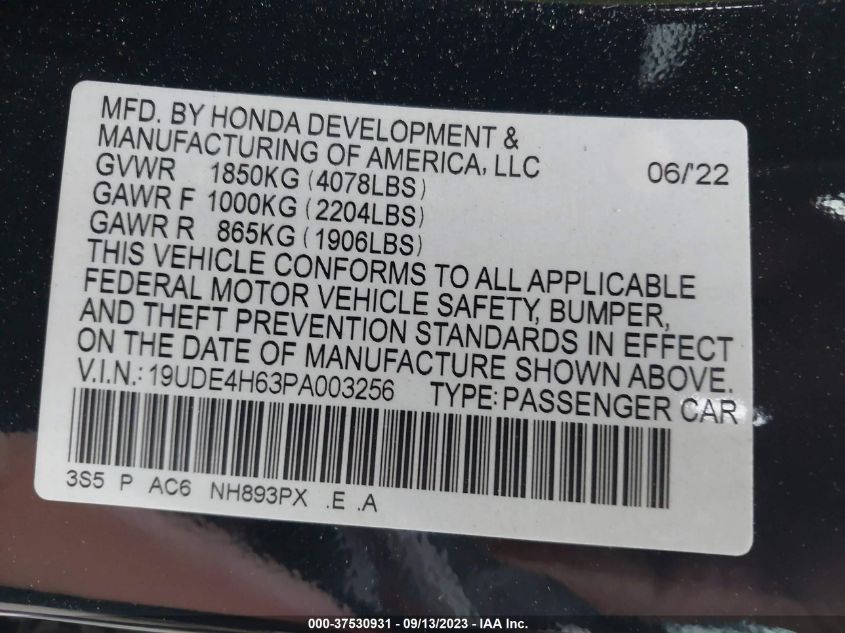 MFD. BY HONDA DEVELOPMENT &
MANUFACTURING OF AMERICA, LLC 06/'22
GVWR 1850KG (4078LBS)
GAWR F 1000KG (2204LBS)
GAWR R 865KG (1906LBS)
THIS VEHICLE CONFORMS TO ALL APPLICABLE
FEDERAL MOTOR VEHICLE SAFETY, BUMPER,
AND THEFT PREVENTION STANDARDS IN EFFECT
ON THE DATE OF MANUFACTURE SHOWN ABOVE.
V.I.N.: 19UDE4H63PA003256 TYPE: PASSENGER CAR
3S5 P AC6 NH893PX .E .A
000-37530931 - 09/13/2023 - IAA Inc.